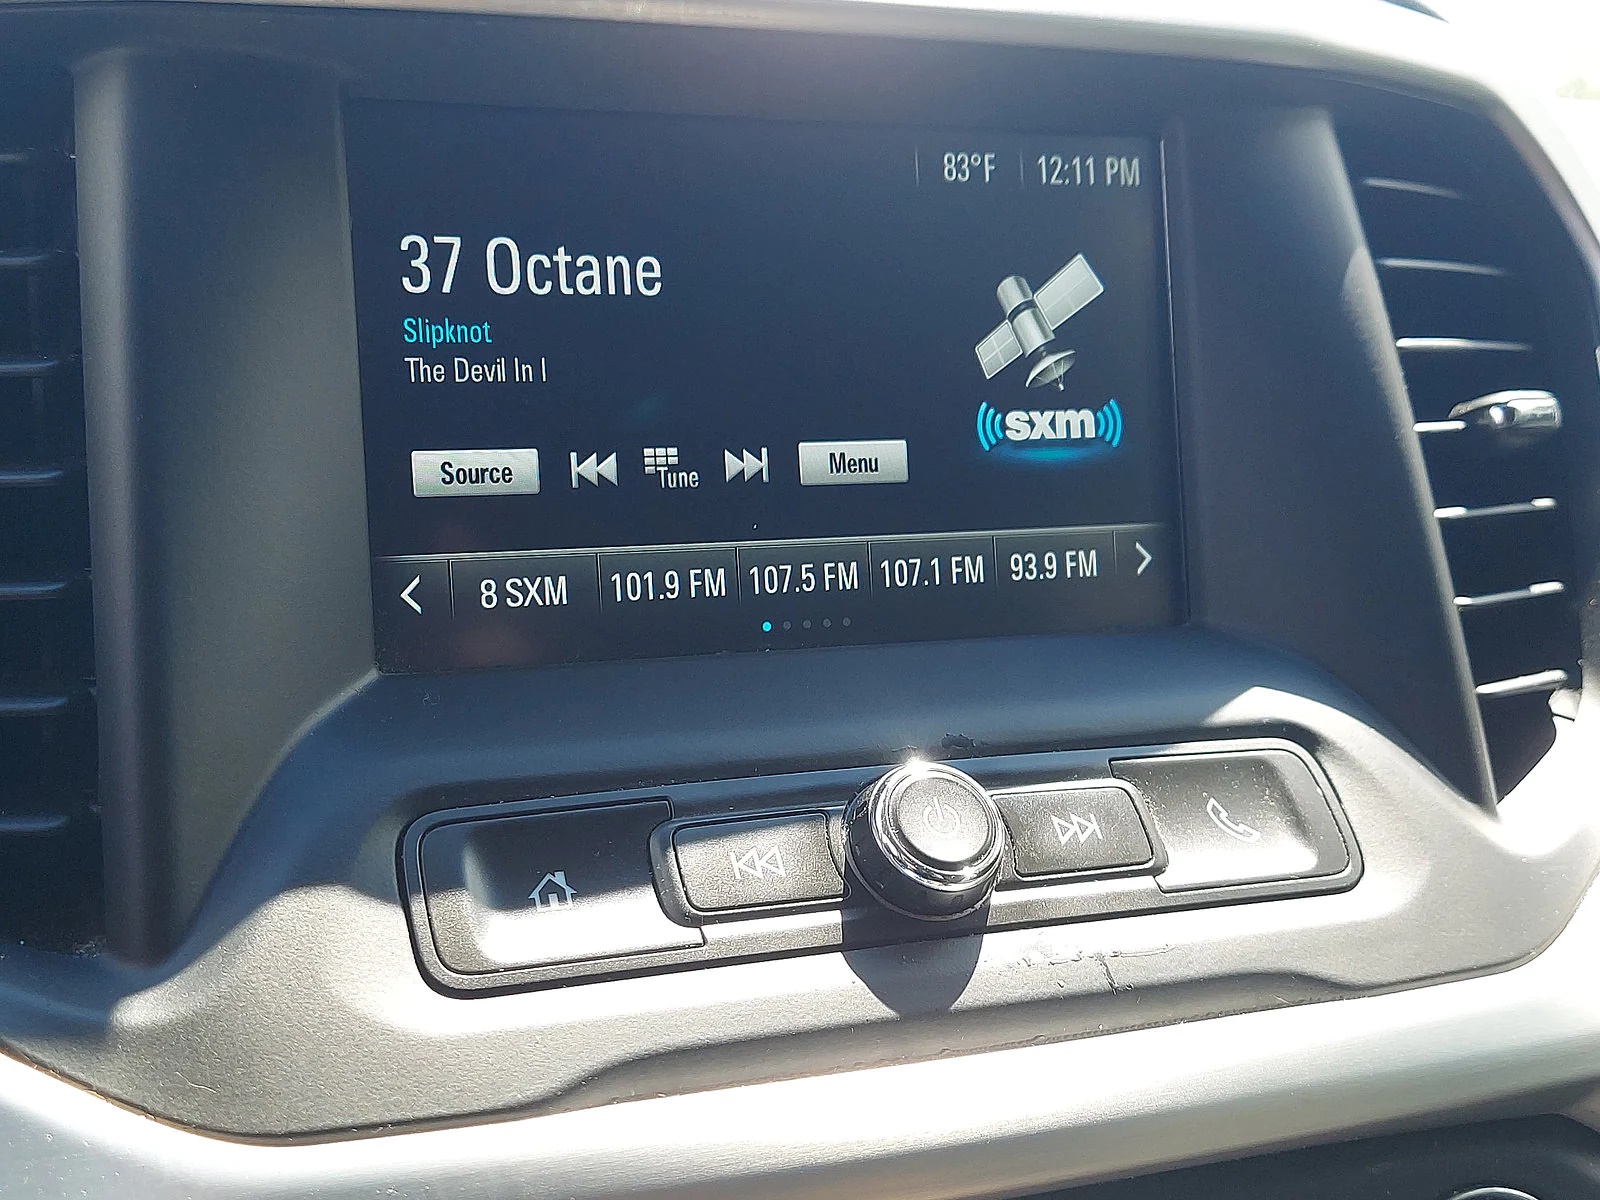 83°F 12:11 PM
37 Octane
Slipknot
The Devil In I
sxm
Source Tune Menu
8 SXM 101.9 FM 107.5 FM 107.1 FM 93.9 FM